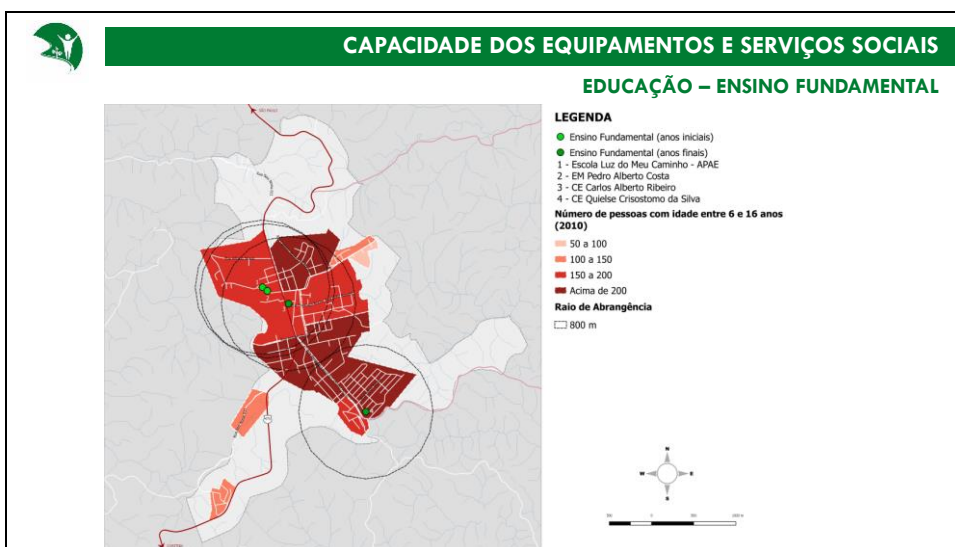 CAPACIDADE DOS EQUIPAMENTOS E SERVIÇOS SOCIAIS
EDUCAÇÃO – ENSINO FUNDAMENTAL
LEGENDA
Ensino Fundamental (anos iniciais)
Ensino Fundamental (anos finais)
1 - Escola Luz do Meu Caminho - APAE
2 - EM Pedro Alberto Costa
3 - CE Carlos Alberto Ribeiro
4 - CE Quielse Crisostomo da Silva
Número de pessoas com idade entre 6 e 16 anos
(2010)
50 a 100
100 a 150
150 a 200
Acima de 200
Raio de Abrangência
800 m
N
W
E
S